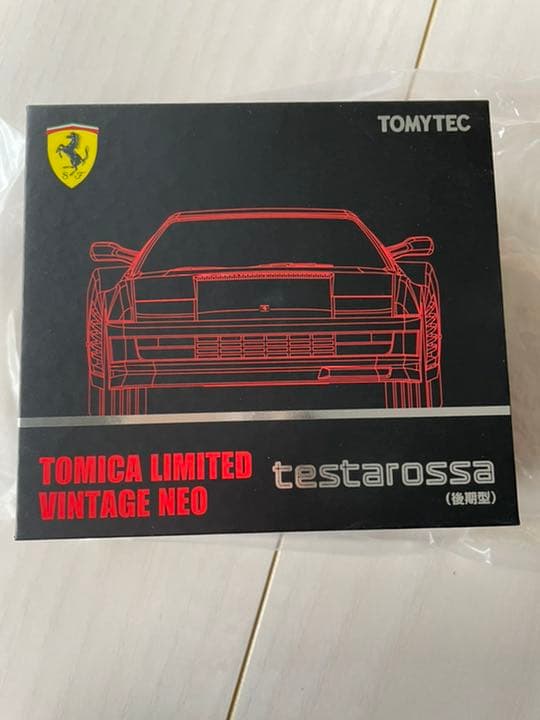 TOMYTEC
S F
TOMICA LIMITED
VINTAGE NEO
testarossa
(後期型)